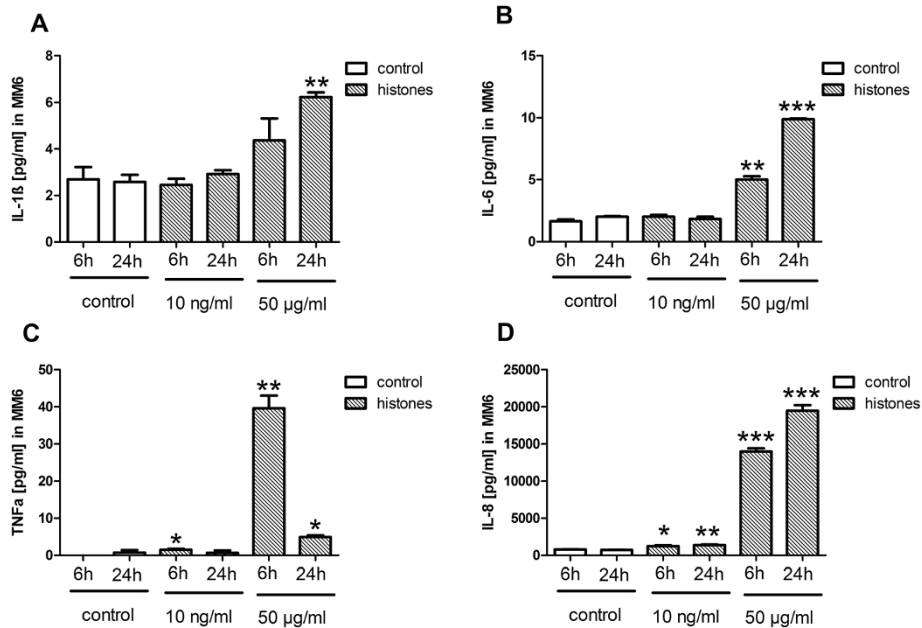 A
IL-1ß [pg/ml] in MM6
8
6
4
2
0
**
control
histones
6h 24h 6h 24h 6h 24h
control 10 ng/ml 50 µg/ml
B
IL-6 [pg/ml] in MM6
15
10
5
0
**
***
control
histones
6h 24h 6h 24h 6h 24h
control 10 ng/ml 50 µg/ml
C
TNFa [pg/ml] in MM6
50
40
30
20
10
0
*
**
*
control
histones
6h 24h 6h 24h 6h 24h
control 10 ng/ml 50 µg/ml
D
IL-8 [pg/ml] in MM6
25000
20000
15000
10000
5000
0
*
**
***
***
control
histones
6h 24h 6h 24h 6h 24h
control 10 ng/ml 50 µg/ml